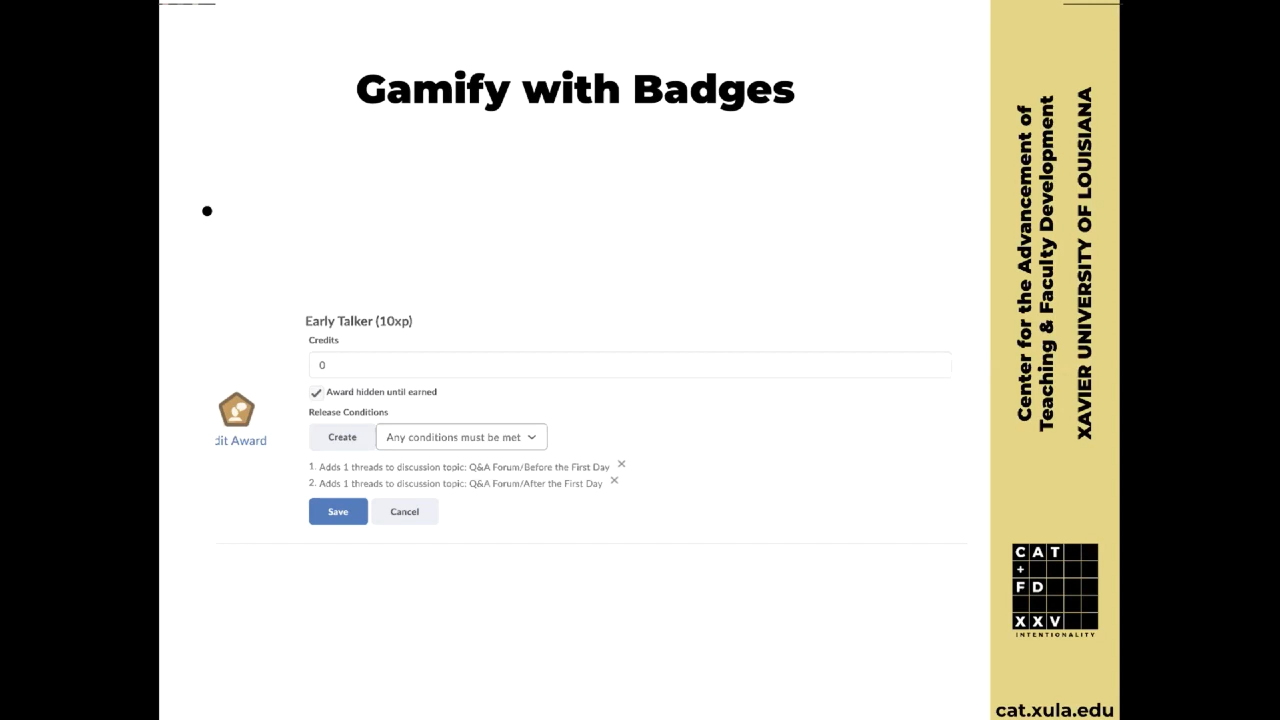 Gamify with Badges
Early Talker (10xp)
Credits
0
Award hidden until earned
Release Conditions
Create
Any conditions must be met
1. Adds 1 threads to discussion topic: Q&A Forum/Before the First Day
2. Adds 1 threads to discussion topic: Q&A Forum/After the First Day
Save
Cancel
dit Award
Center for the Advancement of
Teaching & Faculty Development
XAVIER UNIVERSITY OF LOUISIANA
CAT
+
FD
XXV
INTENTIONALITY
cat.xula.edu